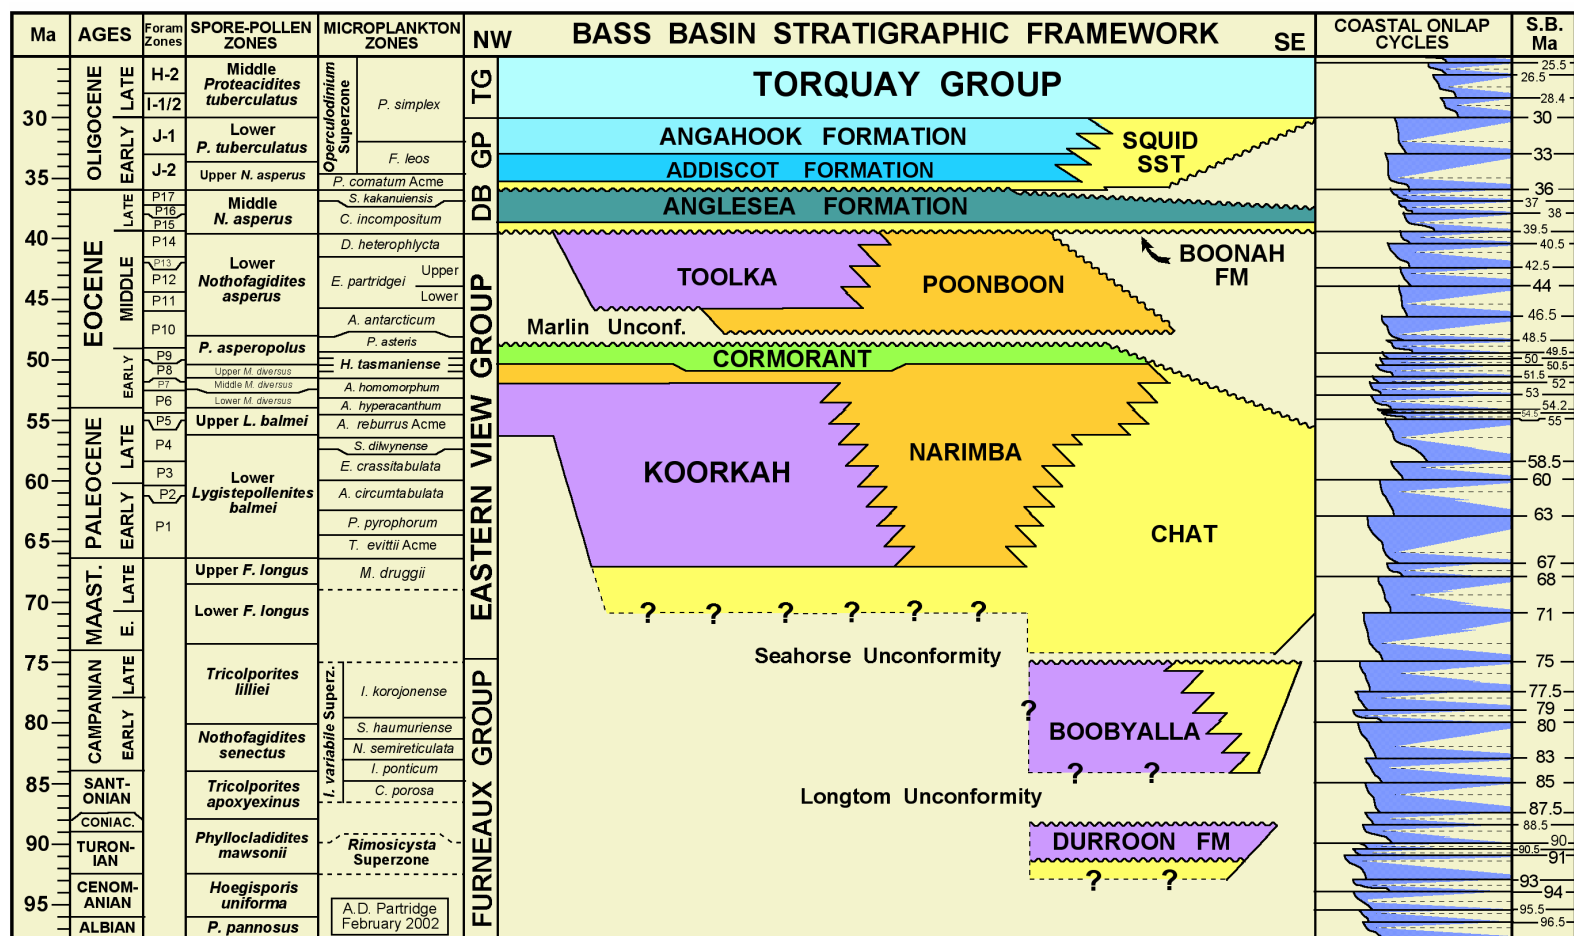 Ma
AGES
Foram
Zones
SPORE-POLLEN
ZONES
MICROPLANKTON
ZONES
NW
BASS BASIN STRATIGRAPHIC FRAMEWORK
SE
COASTAL ONLAP
CYCLES
S.B.
Ma
30
35
40
45
50
55
60
65
70
75
80
85
90
95
OLIGOCENE
LATE
EARLY
EOCENE
LATE
MIDDLE
EARLY
PALEOCENE
LATE
EARLY
MAAST.
LATE
E.
CAMPANIAN
LATE
EARLY
SANT-
ONIAN
CONIAC.
TURON-
IAN
CENOM-
ANIAN
ALBIAN
H-2
I-1/2
J-1
J-2
P17
P16
P15
P14
P13
P12
P11
P10
P9
P8
P7
P6
P5
P4
P3
P2
P1
Middle
Proteacidites
tuberculatus
Lower
P. tuberculatus
Upper N. asperus
Middle
N. asperus
Lower
Nothofagidites
asperus
P. asperopolus
Upper M. diversus
Middle M. diversus
Lower M. diversus
Upper L. balmei
Lower
Lygistepollenites
balmei
Upper F. longus
Lower F. longus
Tricolporites
lilliei
Nothofagidites
senectus
Tricolporites
apoxyexinus
Phyllocladidites
mawsonii
Hoegisporis
uniforma
P. pannosus
Operculodinium
Superzone
P. simplex
F. leos
P. comatum Acme
S. kakanuiensis
C. incompositum
D. heterophlycta
E. partridgei
Upper
Lower
A. antarcticum
P. asteris
H. tasmaniense
A. homomorphum
A. hyperacanthum
A. reburrus Acme
S. dilwynense
E. crassitabulata
A. circumtabulata
P. pyrophorum
T. evittii Acme
M. druggii
I. variabile Superz.
I. korojonense
S. haumuriense
N. semireticulata
I. ponticum
C. porosa
Rimosicysta
Superzone
A.D. Partridge
February 2002
TG
GP
DB
EASTERN VIEW GROUP
FURNEAUX GROUP
TORQUAY GROUP
ANGAHOOK FORMATION
ADDISCOT FORMATION
SQUID
SST
ANGLESEA FORMATION
BOONAH
FM
TOOLKA
POONBOON
Marlin Unconf.
CORMORANT
KOORKAH
NARIMBA
CHAT
? ? ? ? ? ?
Seahorse Unconformity
?
BOOBYALLA
? ?
Longtom Unconformity
DURROON FM
? ?
25.5
26.5
28.4
30
33
36
37
38
39.5
40.5
42.5
44
46.5
48.5
49.5
50
50.5
51.5
52
53
54.2
54.5
55
58.5
60
63
67
68
71
75
77.5
79
80
83
85
87.5
88.5
90
90.5
91
93
94
95.5
96.5